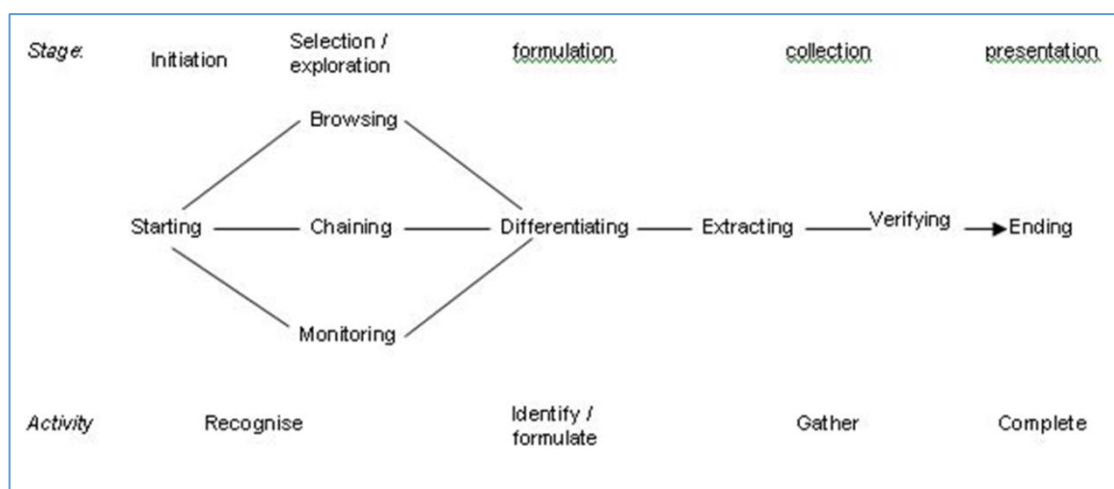 Stage:
Initiation
Selection /
exploration
formulation
collection
presentation
Browsing
Starting
Chaining
Differentiating
Extracting
Verifying
Ending
Monitoring
Activity
Recognise
Identify /
formulate
Gather
Complete